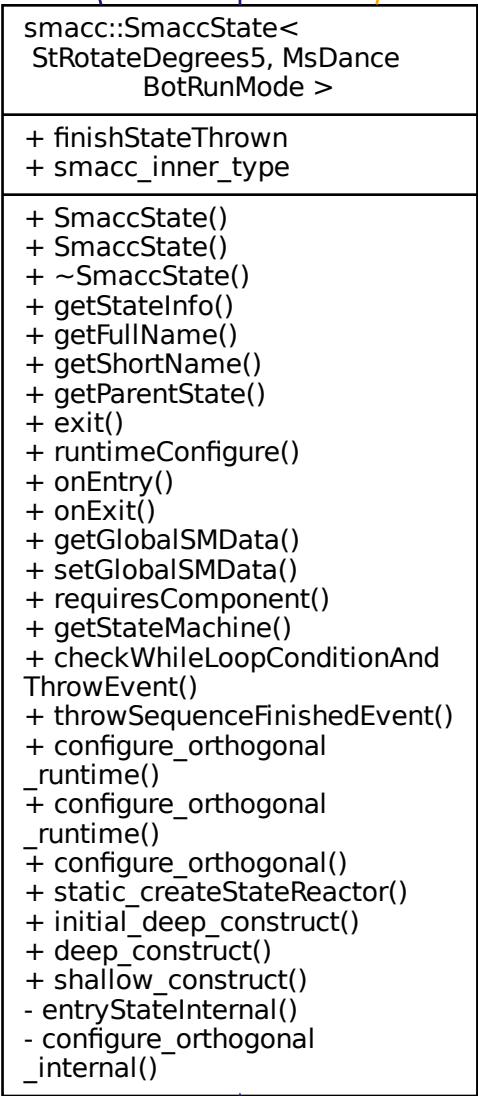 smacc::SmaccState<
StRotateDegrees5, MsDance
BotRunMode >
+ finishStateThrown
+ smacc_inner_type
+ SmaccState()
+ SmaccState()
+ ~SmaccState()
+ getStateInfo()
+ getFullName()
+ getShortName()
+ getParentState()
+ exit()
+ runtimeConfigure()
+ onEntry()
+ onExit()
+ getGlobalSMData()
+ setGlobalSMData()
+ requiresComponent()
+ getStateMachine()
+ checkWhileLoopConditionAnd
ThrowEvent()
+ throwSequenceFinishedEvent()
+ configure_orthogonal
_runtime()
+ configure_orthogonal
_runtime()
+ configure_orthogonal()
+ static_createStateReactor()
+ initial_deep_construct()
+ deep_construct()
+ shallow_construct()
- entryStateInternal()
- configure_orthogonal
_internal()